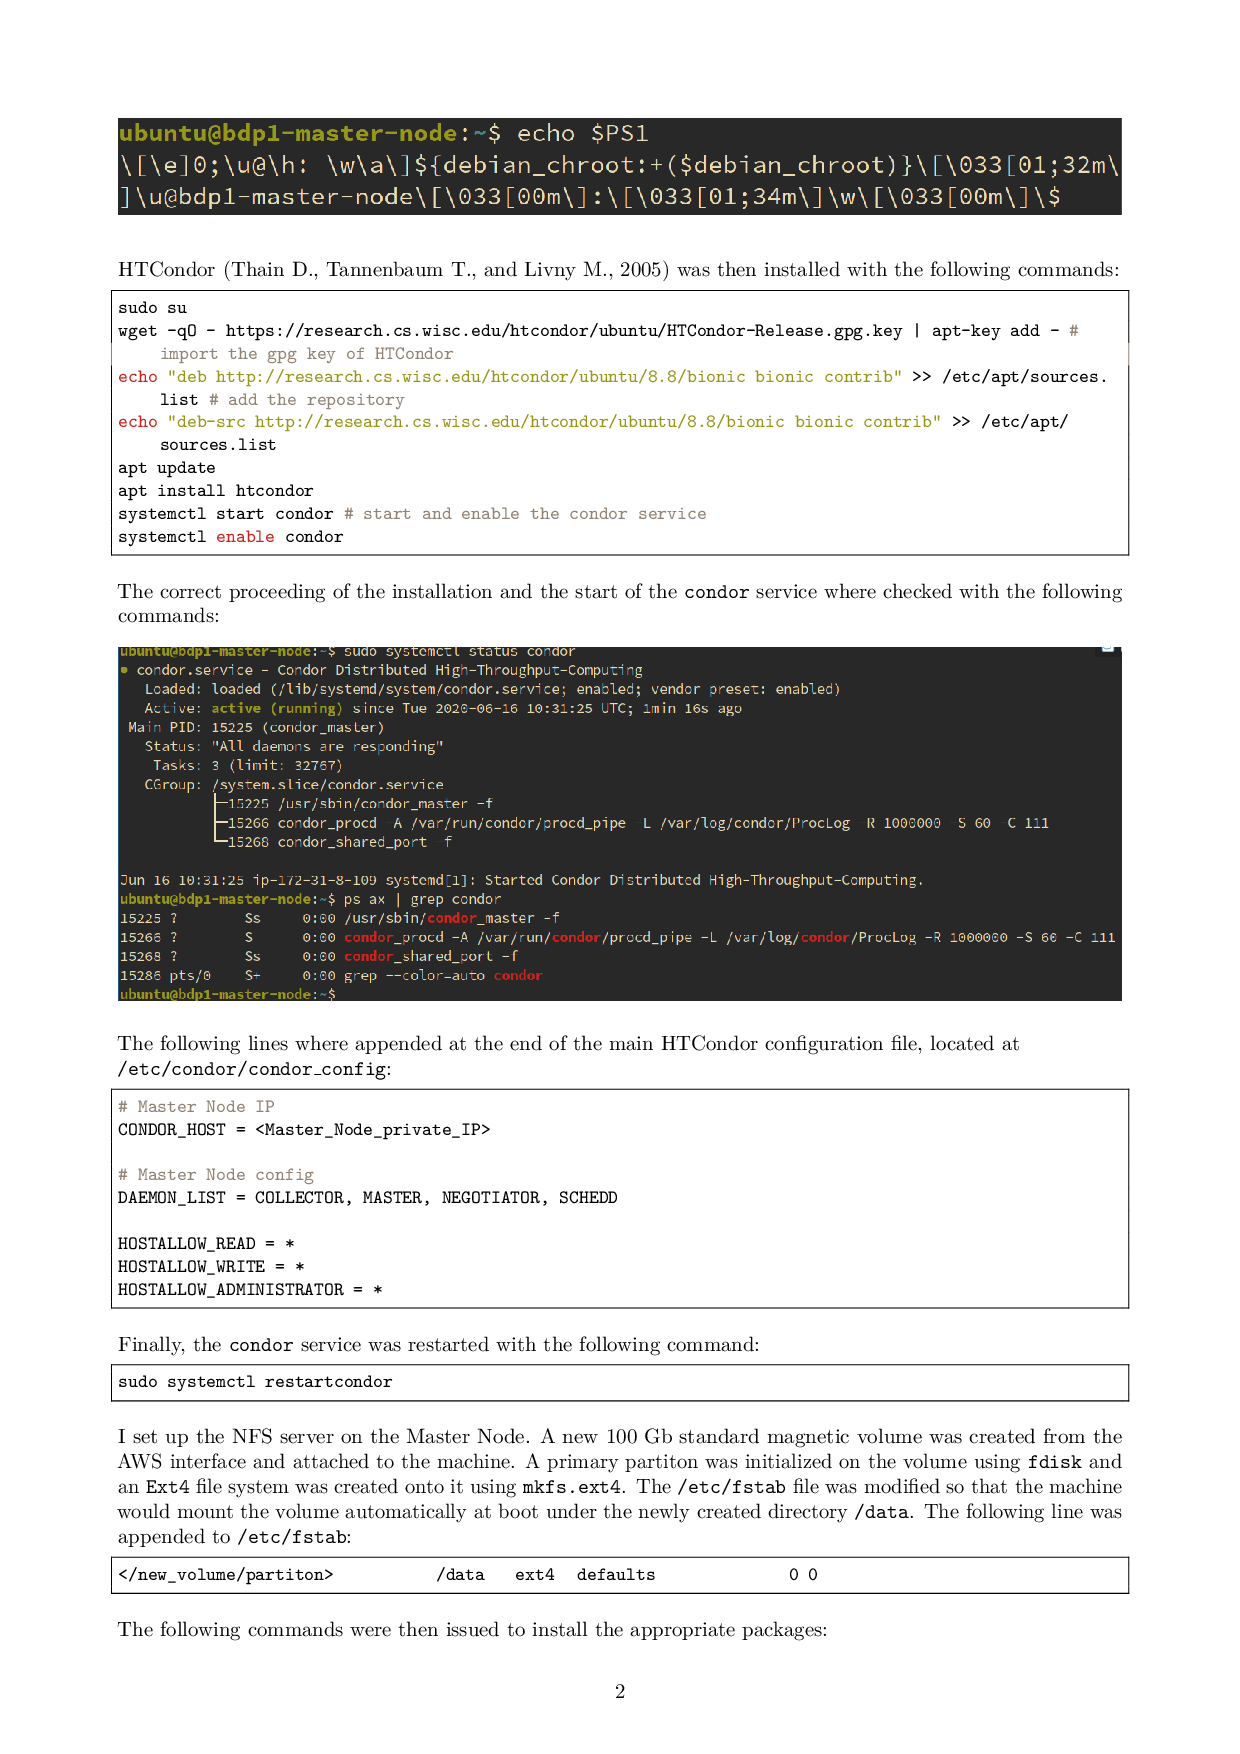 ubuntu@bdp1-master-node:~$ echo $PS1
\[\e]0;\u@\h: \w\a\]${debian_chroot:+($debian_chroot)}\[\033[01;32m\
]\u@bdp1-master-node\[\033[00m\]:\[\033[01;34m\]\w\[\033[00m\]\$
HTCondor (Thain D., Tannenbaum T., and Livny M., 2005) was then installed with the following commands:
sudo su
wget -qO - https://research.cs.wisc.edu/htcondor/ubuntu/HTCondor-Release.gpg.key | apt-key add - #
import the gpg key of HTCondor
echo "deb http://research.cs.wisc.edu/htcondor/ubuntu/8.8/bionic bionic contrib" >> /etc/apt/sources.
list # add the repository
echo "deb-src http://research.cs.wisc.edu/htcondor/ubuntu/8.8/bionic bionic contrib" >> /etc/apt/
sources.list
apt update
apt install htcondor
systemctl start condor # start and enable the condor service
systemctl enable condor
The correct proceeding of the installation and the start of the condor service where checked with the following
commands:
ubuntu@bdp1-master-node:~$ sudo systemctl status condor
● condor.service - Condor Distributed High-Throughput-Computing
Loaded: loaded (/lib/systemd/system/condor.service; enabled; vendor preset: enabled)
Active: active (running) since Tue 2020-06-16 10:31:25 UTC; 1min 16s ago
Main PID: 15225 (condor_master)
Status: "All daemons are responding"
Tasks: 3 (limit: 32767)
CGroup: /system.slice/condor.service
├─15225 /usr/sbin/condor_master -f
├─15266 condor_procd -A /var/run/condor/procd_pipe -L /var/log/condor/ProcLog -R 1000000 -S 60 -C 111
└─15268 condor_shared_port -f
Jun 16 10:31:25 ip-172-31-8-109 systemd[1]: Started Condor Distributed High-Throughput-Computing.
ubuntu@bdp1-master-node:~$ ps ax | grep condor
15225 ? Ss 0:00 /usr/sbin/condor_master -f
15266 ? S 0:00 condor_procd -A /var/run/condor/procd_pipe -L /var/log/condor/ProcLog -R 1000000 -S 60 -C 111
15268 ? Ss 0:00 condor_shared_port -f
15286 pts/0 S+ 0:00 grep --color=auto condor
ubuntu@bdp1-master-node:~$
The following lines where appended at the end of the main HTCondor configuration file, located at
/etc/condor/condor_config:
# Master Node IP
CONDOR_HOST = <Master_Node_private_IP>
# Master Node config
DAEMON_LIST = COLLECTOR, MASTER, NEGOTIATOR, SCHEDD
HOSTALLOW_READ = *
HOSTALLOW_WRITE = *
HOSTALLOW_ADMINISTRATOR = *
Finally, the condor service was restarted with the following command:
sudo systemctl restartcondor
I set up the NFS server on the Master Node. A new 100 Gb standard magnetic volume was created from the
AWS interface and attached to the machine. A primary partiton was initialized on the volume using fdisk and
an Ext4 file system was created onto it using mkfs.ext4. The /etc/fstab file was modified so that the machine
would mount the volume automatically at boot under the newly created directory /data. The following line was
appended to /etc/fstab:
</new_volume/partiton> /data ext4 defaults 0 0
The following commands were then issued to install the appropriate packages:
2